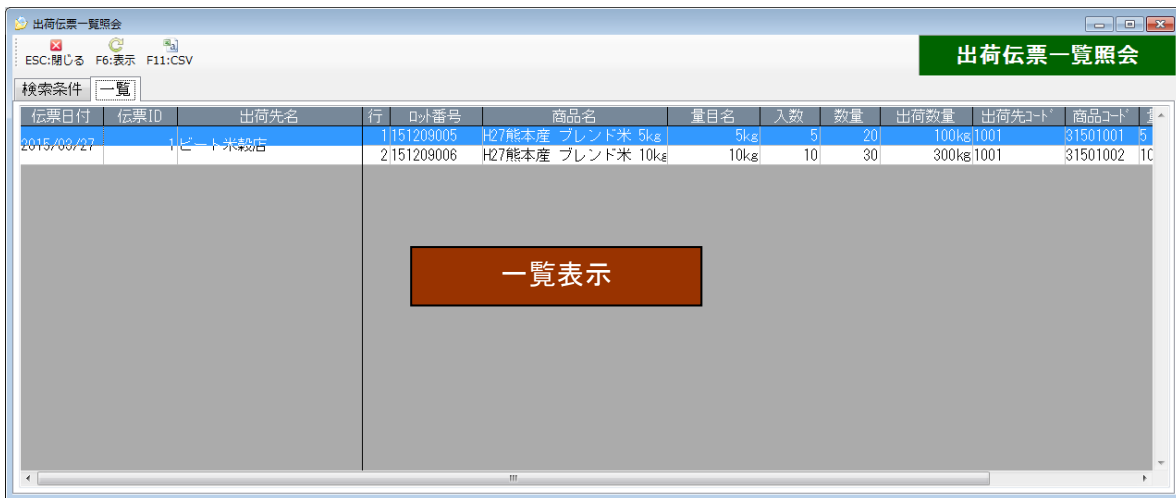 出荷伝票一覧照会
ESC:閉じる F6:表示 F11:CSV
出荷伝票一覧照会
検索条件 一覧
伝票日付 伝票ID 出荷先名 行 ロット番号 商品名 量目名 入数 数量 出荷数量 出荷先コード 商品コード
2015/03/27 1 ビート米穀店 1 151209005 H27熊本産 ブレンド米 5kg 5kg 5 20 100kg 1001 31501001 5
2 151209006 H27熊本産 ブレンド米 10kg 10kg 10 30 300kg 1001 31501002 10
一覧表示